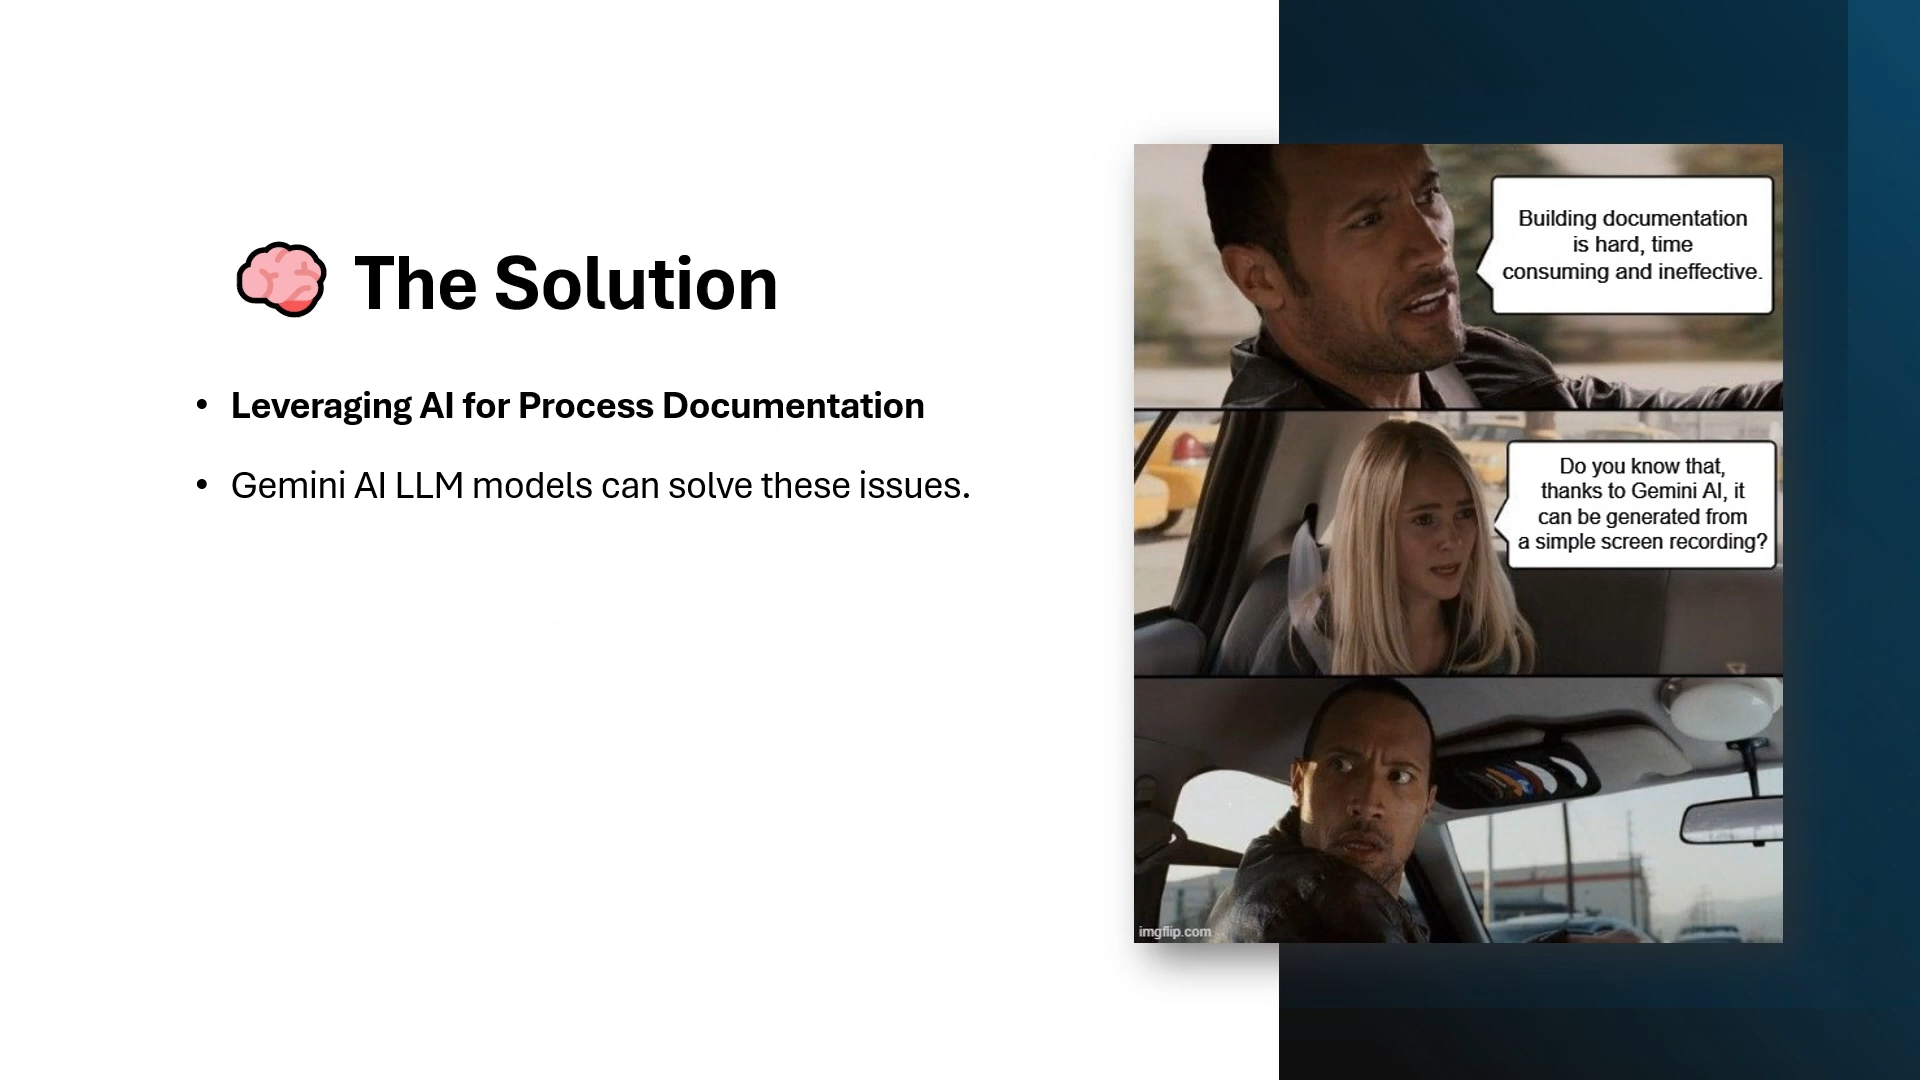 The Solution
• Leveraging AI for Process Documentation
• Gemini AI LLM models can solve these issues.
Building documentation
is hard, time
consuming and ineffective.
Do you know that,
thanks to Gemini AI, it
can be generated from
a simple screen recording?
imgflip.com